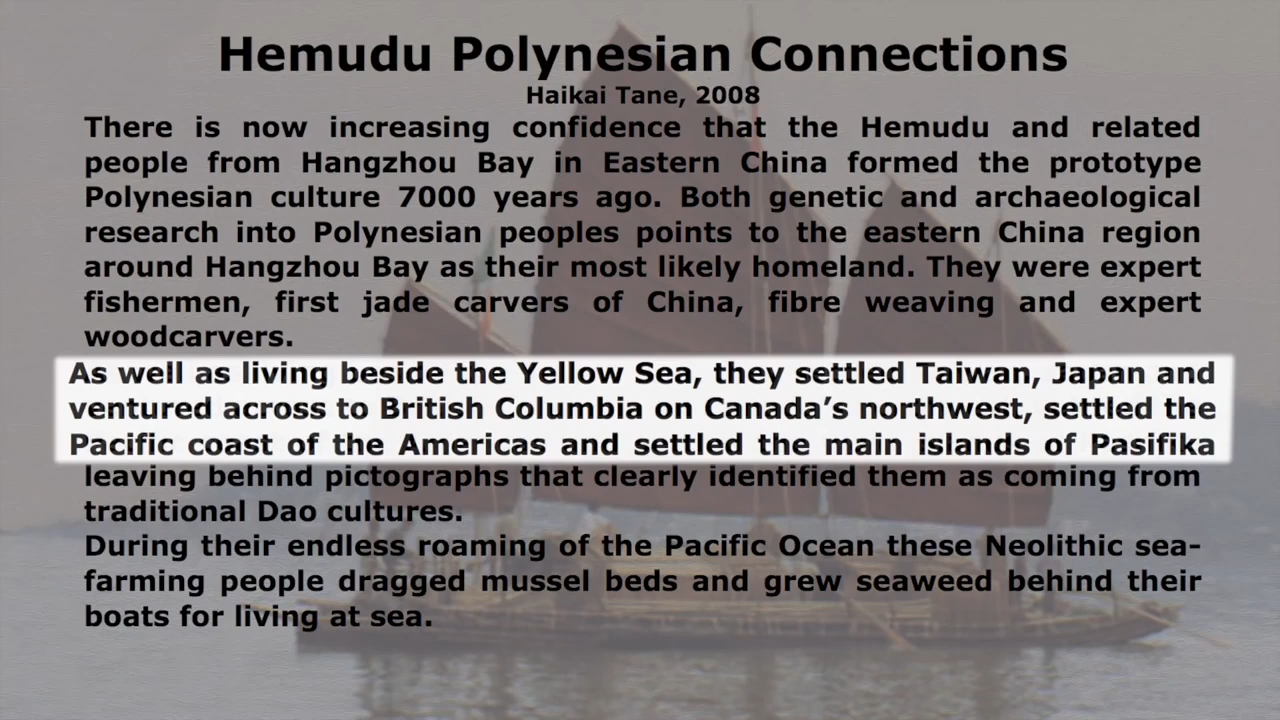 Hemudu Polynesian Connections
Haikai Tane, 2008
There is now increasing confidence that the Hemudu and related
people from Hangzhou Bay in Eastern China formed the prototype
Polynesian culture 7000 years ago. Both genetic and archaeological
research into Polynesian peoples points to the eastern China region
around Hangzhou Bay as their most likely homeland. They were expert
fishermen, first jade carvers of China, fibre weaving and expert
woodcarvers.
As well as living beside the Yellow Sea, they settled Taiwan, Japan and
ventured across to British Columbia on Canada’s northwest, settled the
Pacific coast of the Americas and settled the main islands of Pasifika
leaving behind pictographs that clearly identified them as coming from
traditional Dao cultures.
During their endless roaming of the Pacific Ocean these Neolithic sea-
farming people dragged mussel beds and grew seaweed behind their
boats for living at sea.